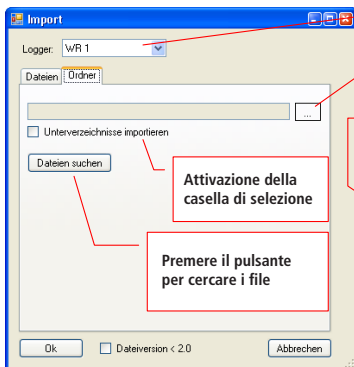 Import
Logger: WR 1
Dateien Ordner
...
Unterverzeichnisse importieren
Dateien suchen
Attivazione della
casella di selezione
Premere il pulsante
per cercare i file
Ok Dateiversion < 2.0 Abbrechen